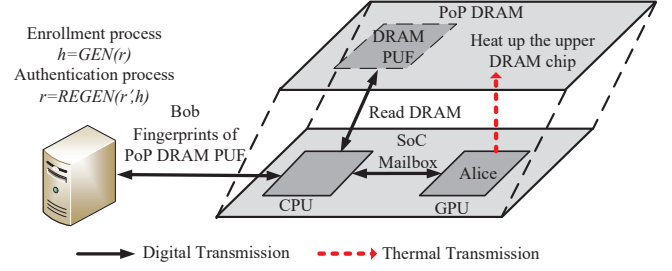 Enrollment process
h=GEN(r)
Authentication process
r=REGEN(r',h)
Bob
Fingerprints of
PoP DRAM PUF
PoP DRAM
DRAM
PUF
Heat up the upper
DRAM chip
Read DRAM
SoC
Mailbox
Alice
CPU
GPU
Digital Transmission
Thermal Transmission